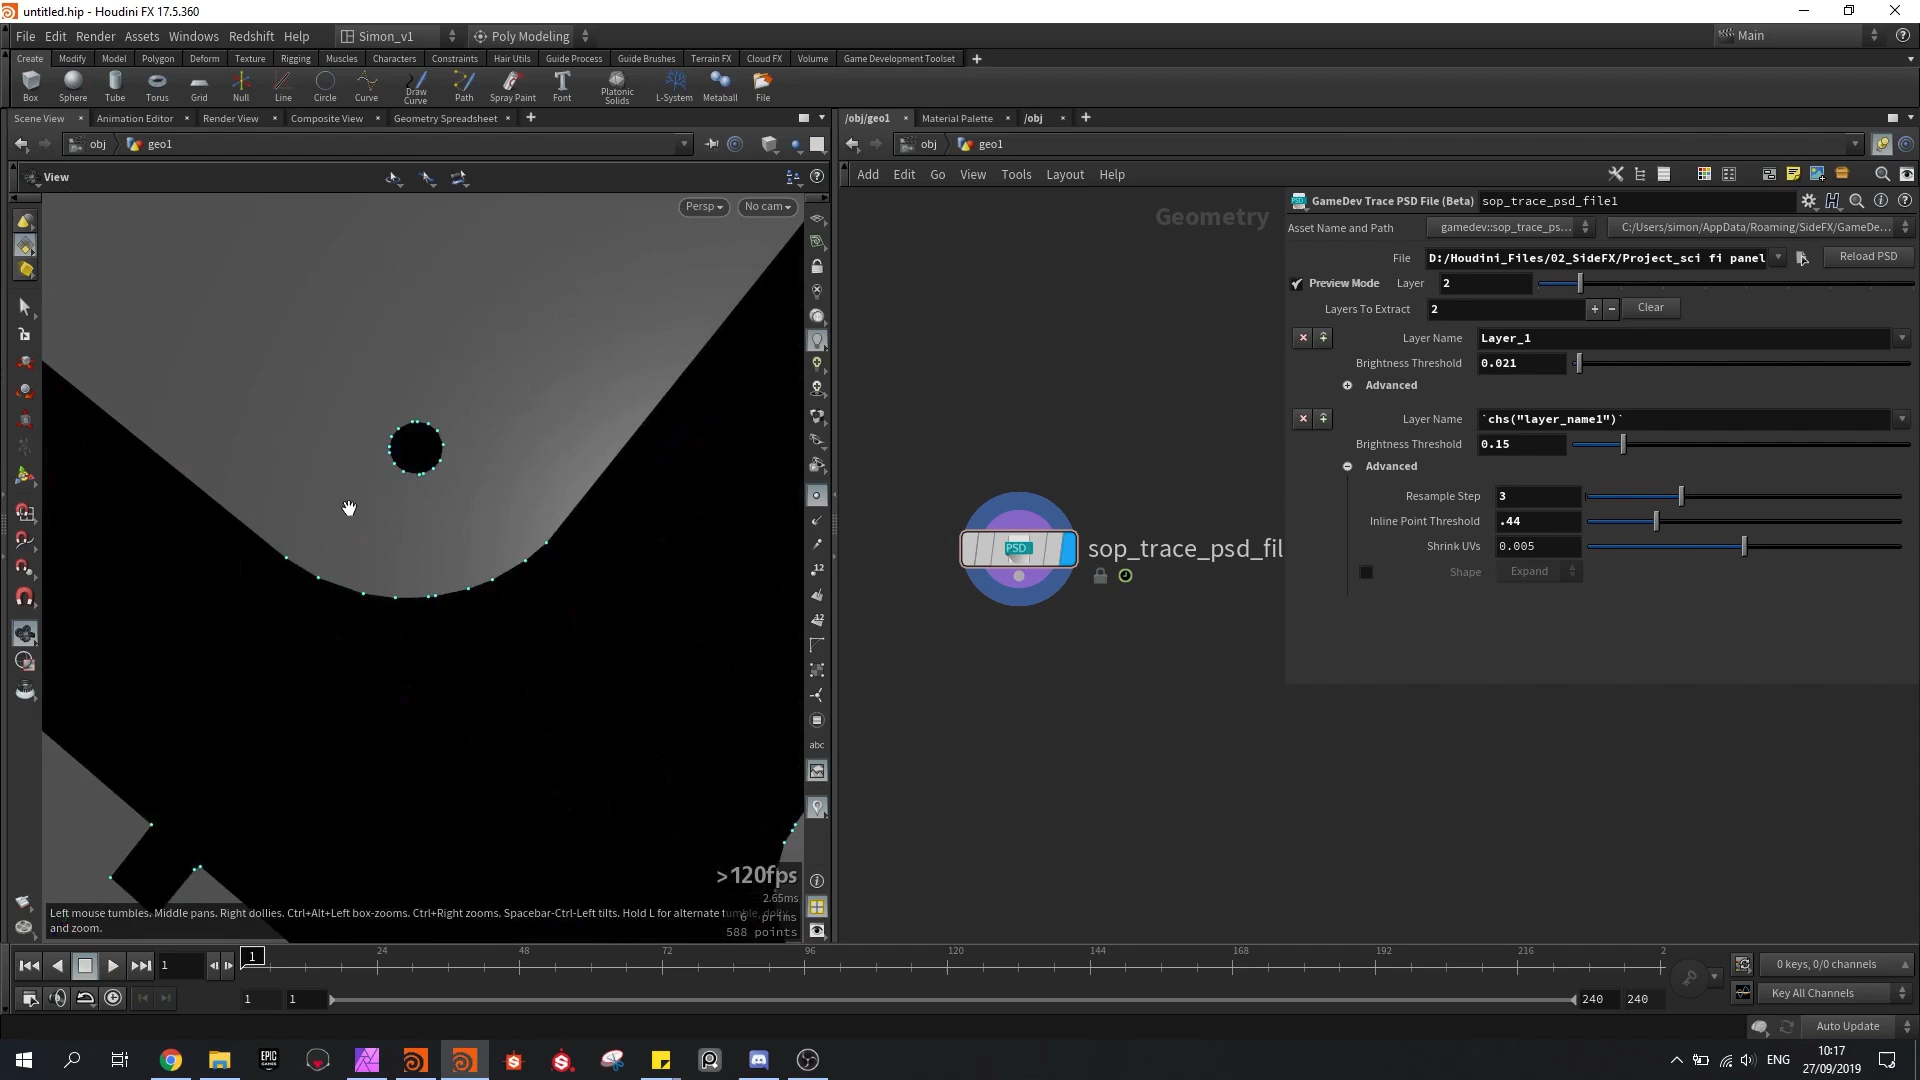 untitled.hip - Houdini FX 17.5.360
File Edit Render Assets Windows Redshift Help Simon_v1 Poly Modeling Main
Create Modify Model Polygon Deform Texture Rigging Muscles Characters Constraints Hair Utils Guide Process Guide Brushes Terrain FX Cloud FX Volume Game Development Toolset
Box Sphere Tube Torus Grid Null Line Circle Curve Draw Curve Path Spray Paint Font Platonic Solids L-System Metaball File
Scene View Animation Editor Render View Composite View Geometry Spreadsheet /obj/geo1 Material Palette /obj
obj geo1 obj geo1
View Add Edit Go View Tools Layout Help
Persp No cam
Geometry
GameDev Trace PSD File (Beta) sop_trace_psd_file1
Asset Name and Path gamedev::sop_trace_ps... C:/Users/simon/AppData/Roaming/SideFX/GameDe...
File D:/Houdini_Files/02_SideFX/Project_sci fi panel Reload PSD
Preview Mode Layer 2
Layers To Extract 2 Clear
Layer Name Layer_1
Brightness Threshold 0.021
Advanced
Layer Name `chs("layer_name1")`
Brightness Threshold 0.15
Advanced
Resample Step 3
Inline Point Threshold .44
Shrink UVs 0.005
Shape Expand
PSD
sop_trace_psd_fil
12
12
abc
>120fps
2.65ms
6 prims
588 points
Left mouse tumbles. Middle pans. Right dollies. Ctrl+Alt+Left box-zooms. Ctrl+Right zooms. Spacebar-Ctrl-Left tilts. Hold L for alternate tumble, dolly,
and zoom.
1 1 24 48 72 96 120 144 168 192 216 2
0 keys, 0/0 channels
1 1 240 240 Key All Channels
Auto Update
EPIC GAMES
ENG 10:17
27/09/2019